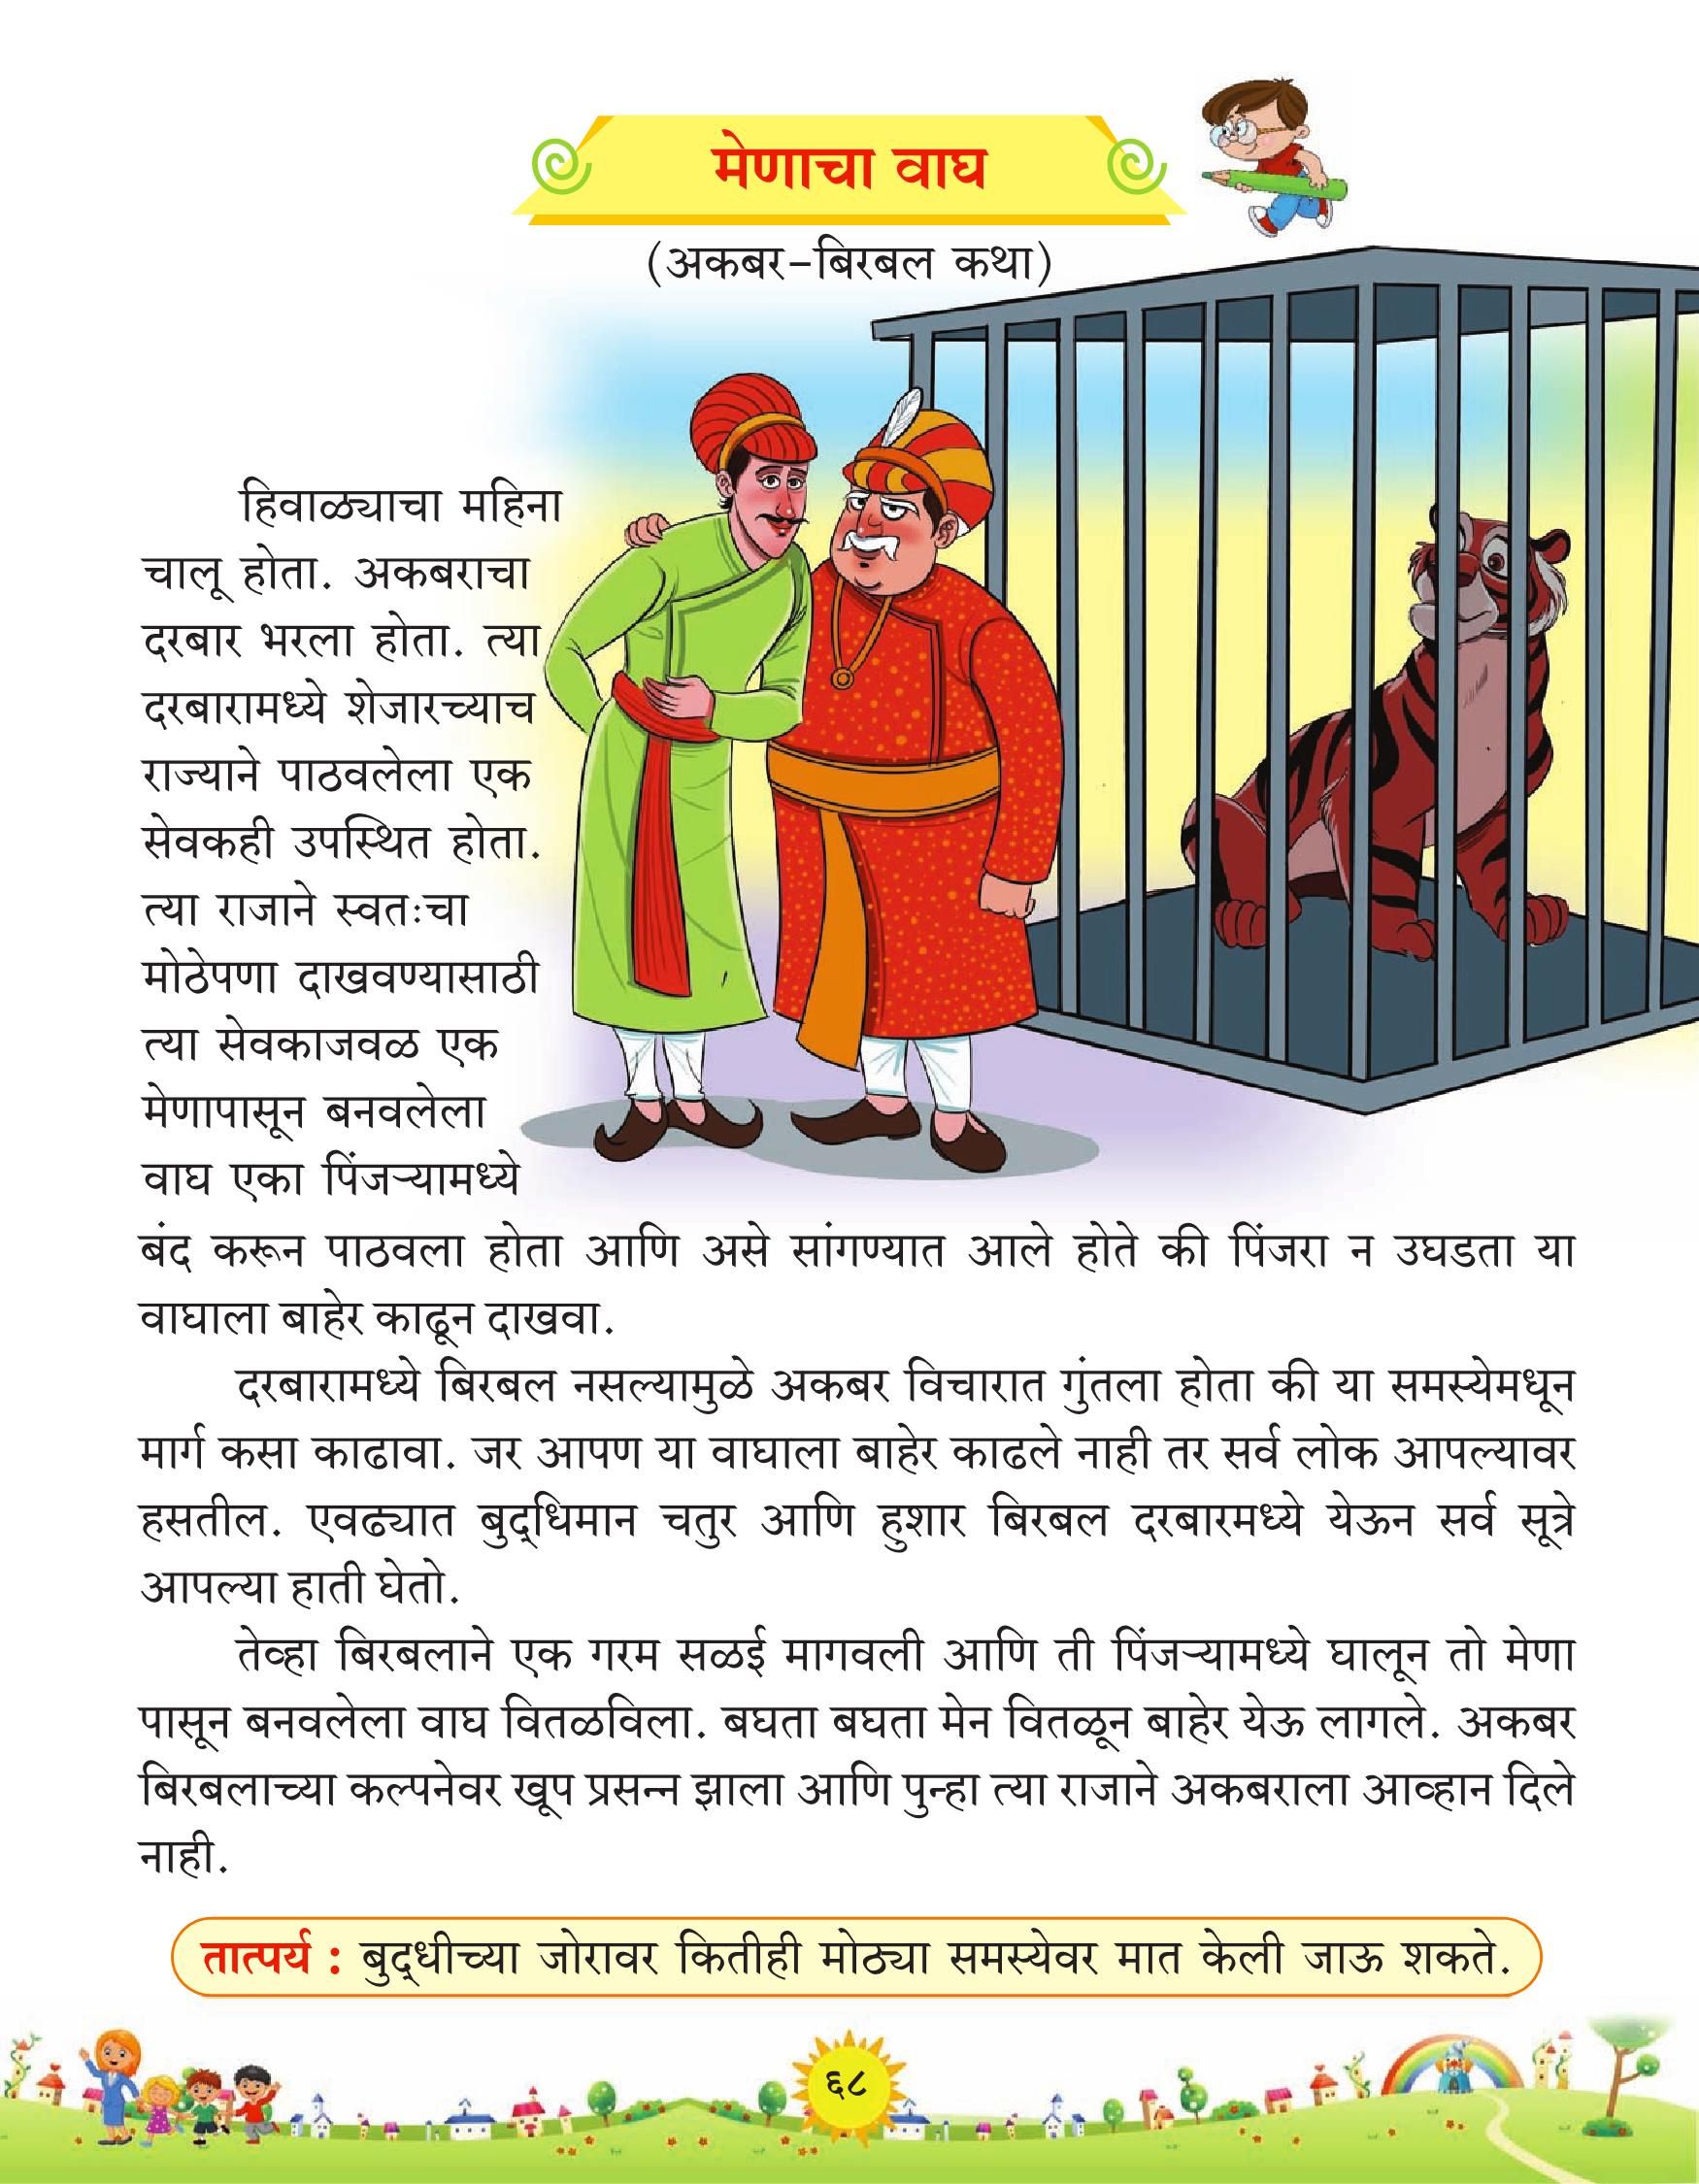 मेणाचा वाघ
(अकबर-बिरबल कथा)
हिवाळ्याचा महिना
चालू होता. अकबराचा
दरबार भरला होता. त्या
दरबारामध्ये शेजारच्याच
राज्याने पाठवलेला एक
सेवकही उपस्थित होता.
त्या राजाने स्वतःचा
मोठेपणा दाखवण्यासाठी
त्या सेवकाजवळ एक
मेणापासून बनवलेला
वाघ एका पिंजऱ्यामध्ये
बंद करून पाठवला होता आणि असे सांगण्यात आले होते की पिंजरा न उघडता या
वाघाला बाहेर काढून दाखवा.
दरबारामध्ये बिरबल नसल्यामुळे अकबर विचारात गुंतला होता की या समस्येमधून
मार्ग कसा काढावा. जर आपण या वाघाला बाहेर काढले नाही तर सर्व लोक आपल्यावर
हसतील. एवढ्यात बुद्‌धिमान चतुर आणि हुशार बिरबल दरबारमध्ये येऊन सर्व सूत्रे
आपल्या हाती घेतो.
तेव्हा बिरबलाने एक गरम सळई मागवली आणि ती पिंजऱ्यामध्ये घालून तो मेणा
पासून बनवलेला वाघ वितळविला. बघता बघता मेन वितळून बाहेर येऊ लागले. अकबर
बिरबलाच्या कल्पनेवर खूप प्रसन्न झाला आणि पुन्हा त्या राजाने अकबराला आव्हान दिले
नाही.
तात्पर्य : बुद्‌धीच्या जोरावर कितीही मोठ्या समस्येवर मात केली जाऊ शकते.
६८